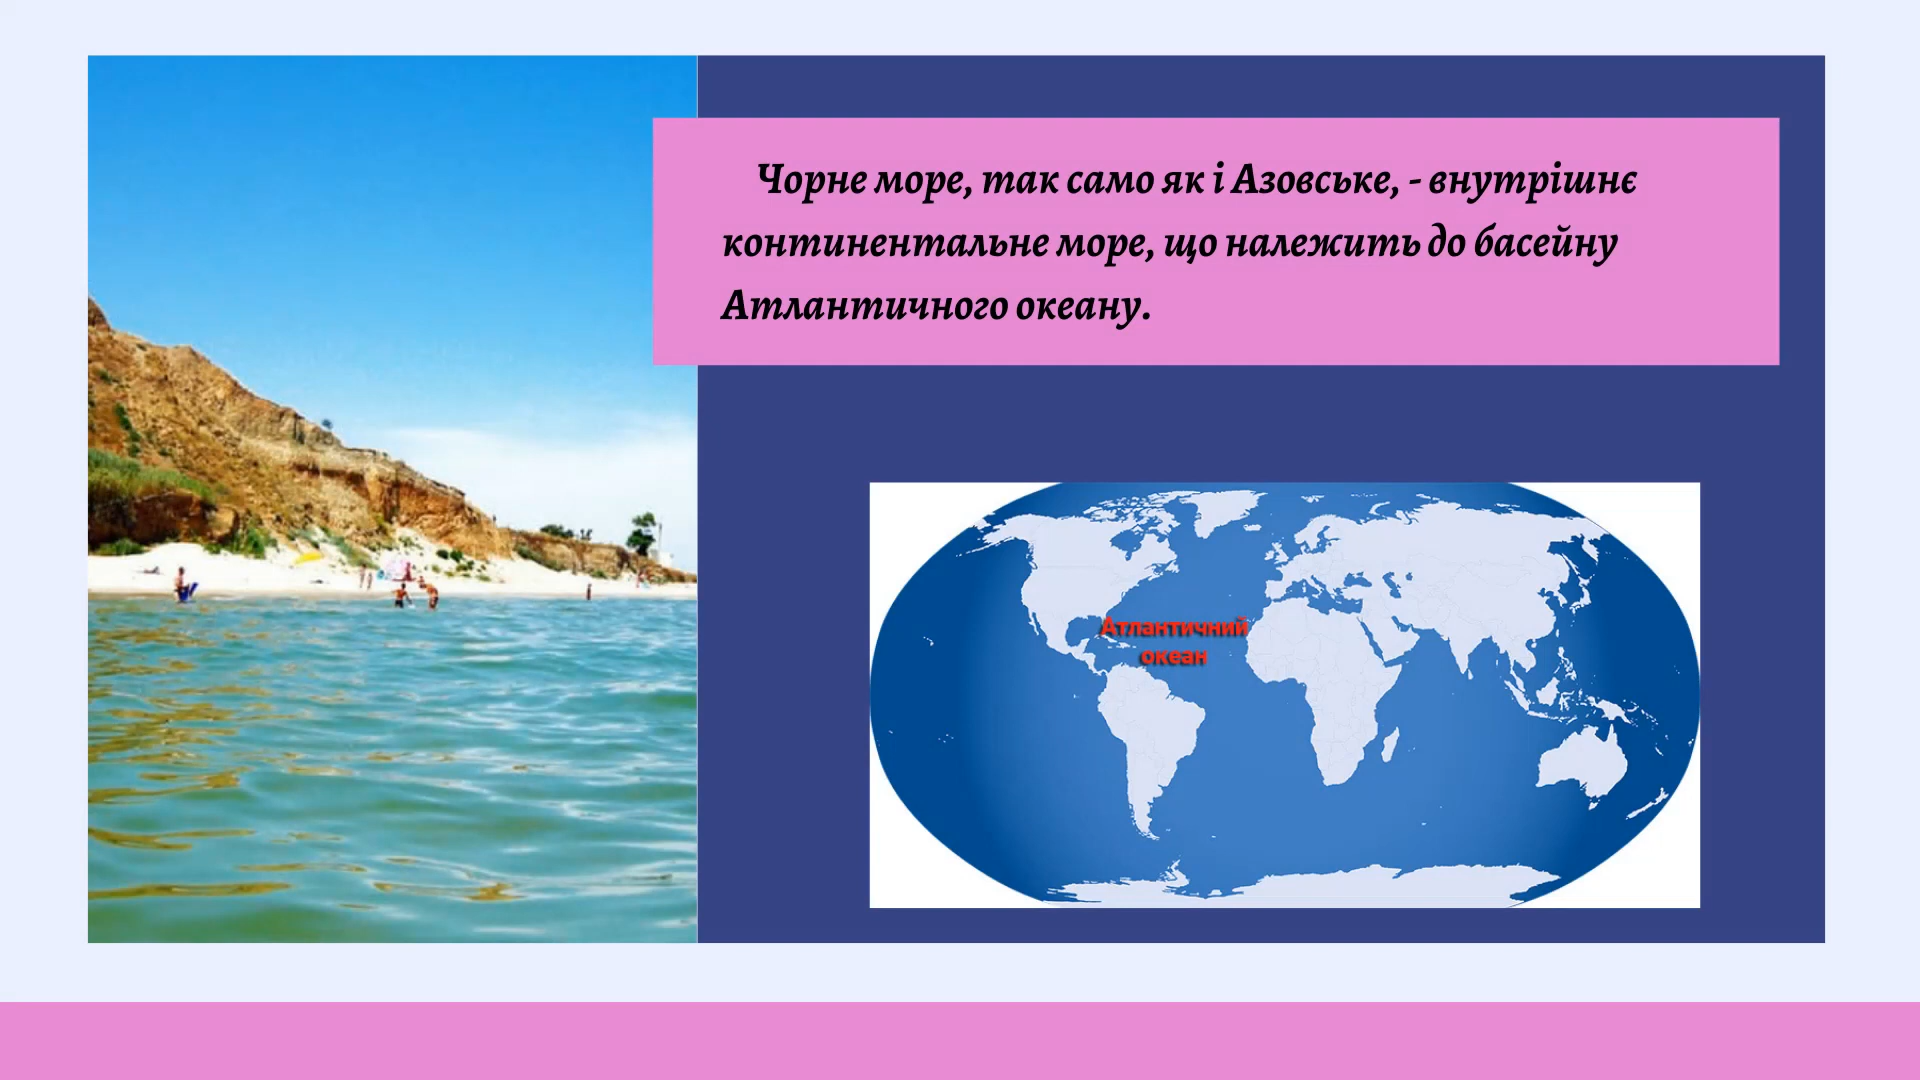 Чорне море, так само як і Азовське, - внутрішнє
континентальне море, що належить до басейну
Атлантичного океану.
Атлантичний
океан